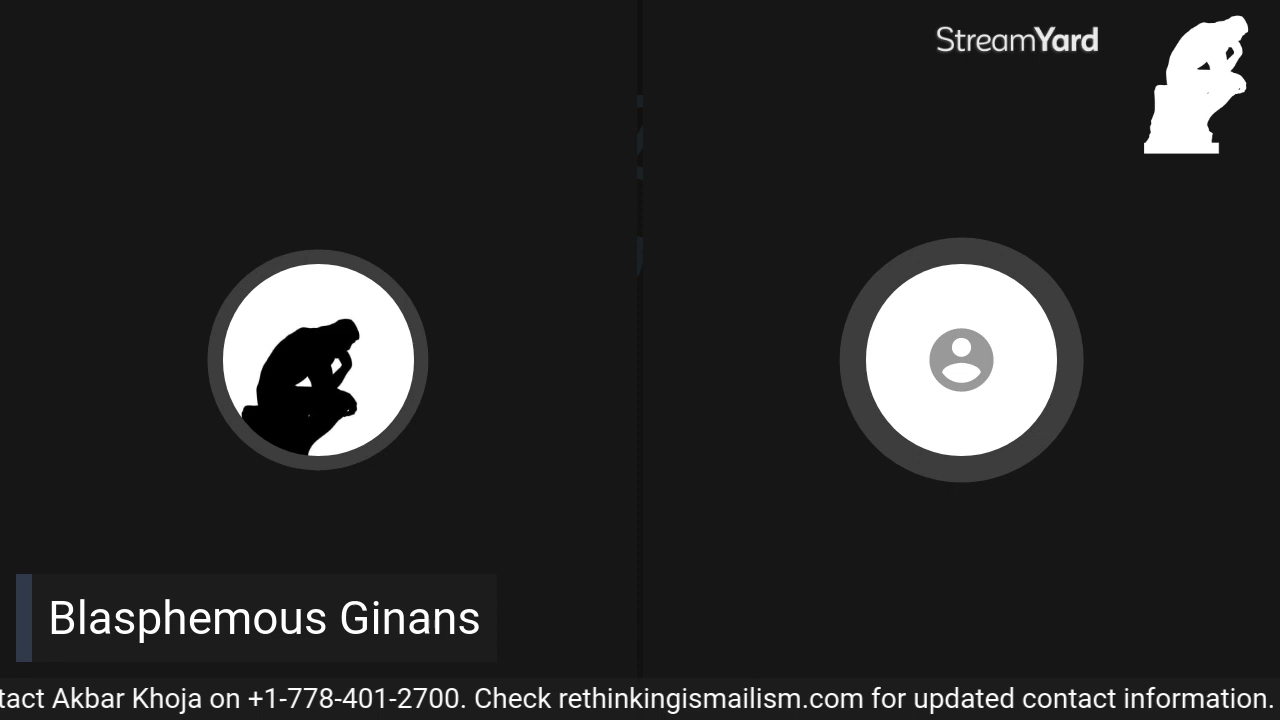 StreamYard
Blasphemous Ginans
tact Akbar Khoja on +1-778-401-2700. Check rethinkingismailism.com for updated contact information.